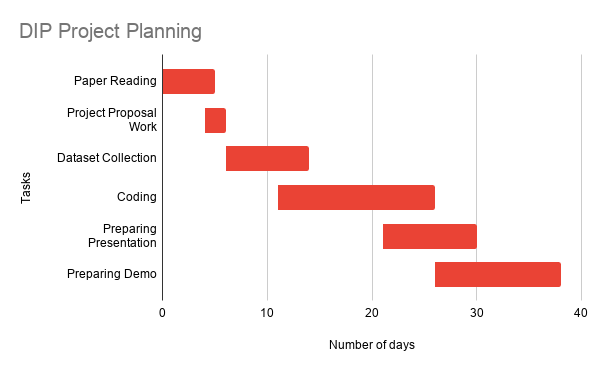 DIP Project Planning
Paper Reading
Project Proposal
Work
Dataset Collection
Coding
Preparing
Presentation
Preparing Demo
Tasks
0 10 20 30 40
Number of days